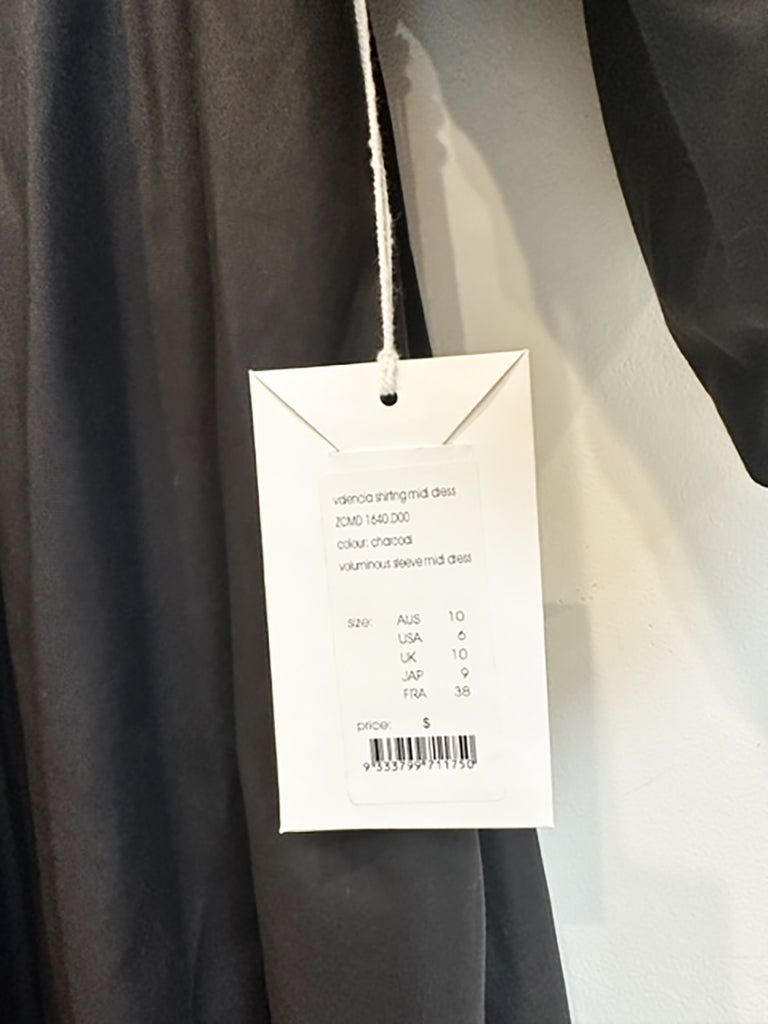 valencia shirting midi dress
ZCMD 1640.D00
colour: charcoal
voluminous sleeve midi dress
size: AUS 10
USA 6
UK 10
JAP 9
FRA 38
price: $
9 333799 711750